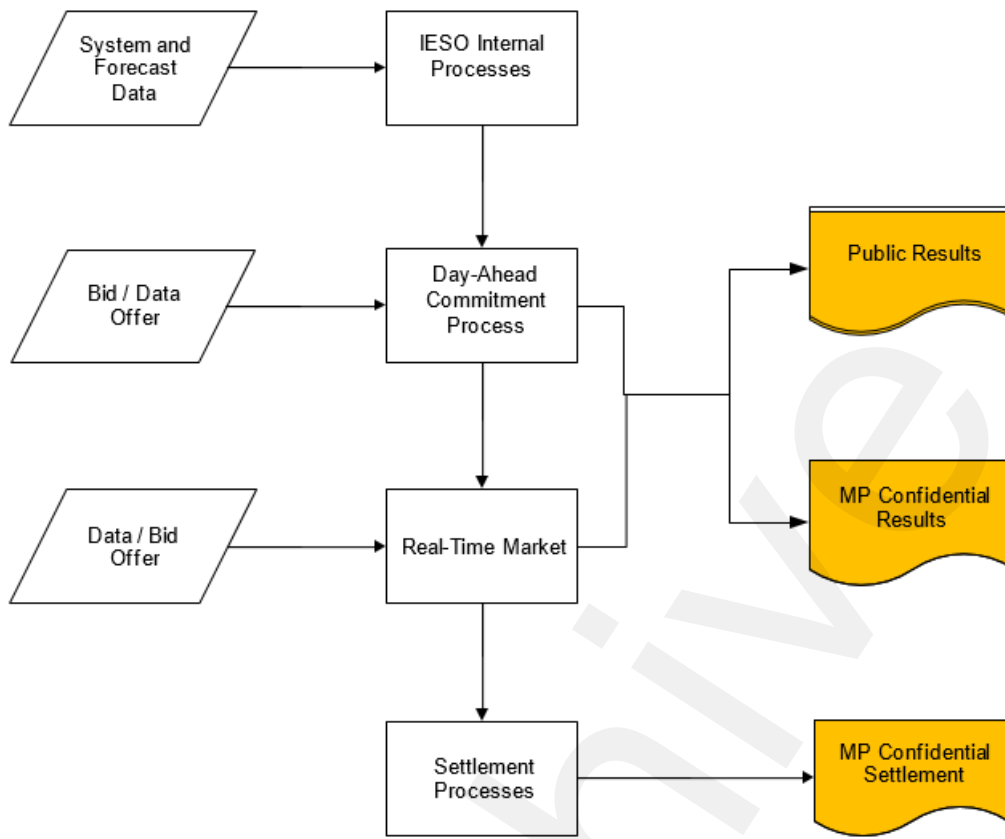 System and
Forecast
Data
IESO Internal
Processes
Bid / Data
Offer
Day-Ahead
Commitment
Process
Public Results
Data / Bid
Offer
Real-Time Market
MP Confidential
Results
Settlement
Processes
MP Confidential
Settlement
hive